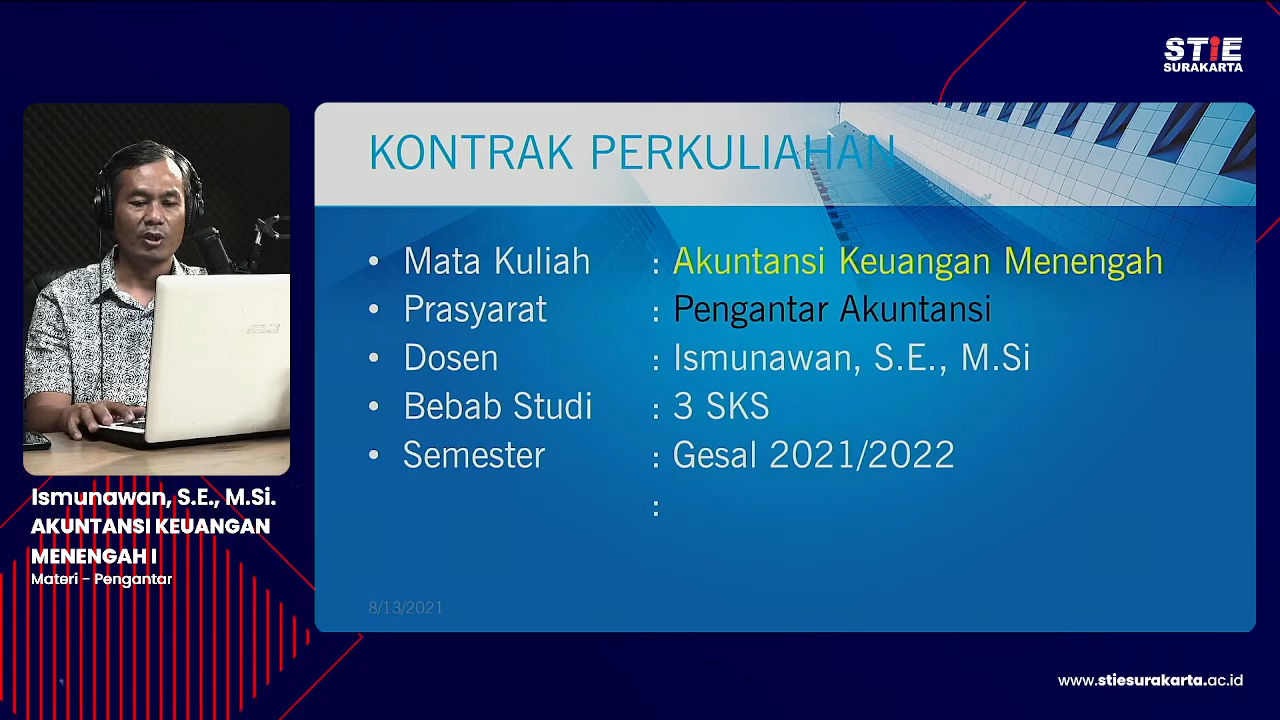 STiE
SURAKARTA
KONTRAK PERKULIAHAN
• Mata Kuliah : Akuntansi Keuangan Menengah
• Prasyarat : Pengantar Akuntansi
• Dosen : Ismunawan, S.E., M.Si
• Bebab Studi : 3 SKS
• Semester : Gesal 2021/2022
:
8/13/2021
Ismunawan, S.E., M.Si.
AKUNTANSI KEUANGAN
MENENGAH I
Materi - Pengantar
www.stiesurakarta.ac.id